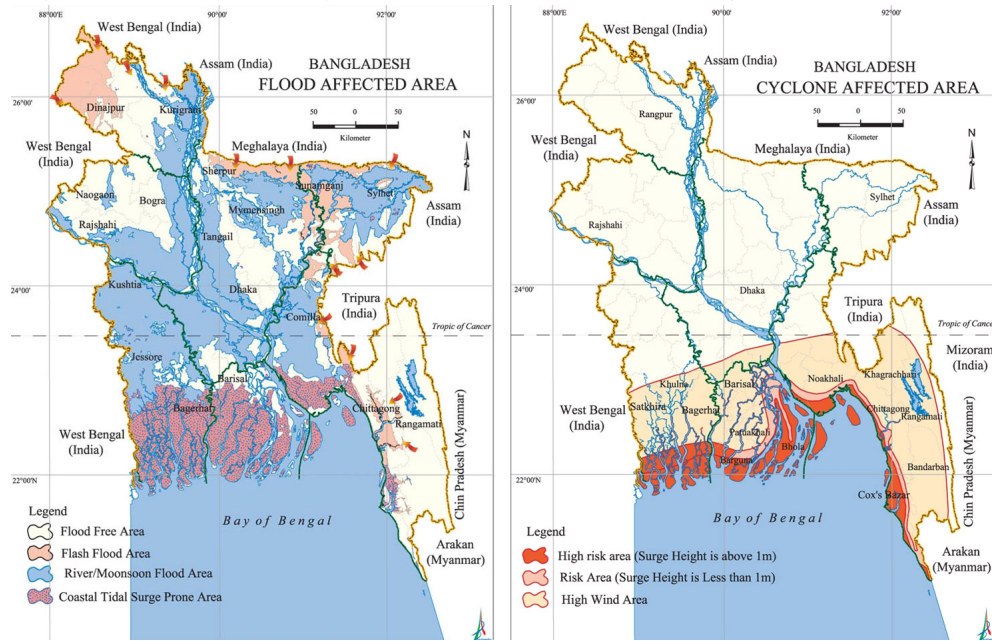 88°00'E
90°00'
92°00'
West Bengal (India)
Assam (India)
BANGLADESH
FLOOD AFFECTED AREA
50
0
50
Kilometer
N
26°00'
Dinajpur
Kurigram
West Bengal
(India)
Meghalaya (India)
Sherpur
Sunamganj
Sylhet
Naogaon
Bogra
Mymensingh
Assam
(India)
Rajshahi
Tangail
Kushtia
Dhaka
24°00'
Tripura
(India)
Comilla
Tropic of Cancer
Jessore
Barisal
Bagerhat
Chittagong
Rangamati
West Bengal
(India)
22°00'
Chin Pradesh (Myanmar)
Bay of Bengal
Arakan
(Myanmar)
Legend
Flood Free Area
Flash Flood Area
River/Moonsoon Flood Area
Coastal Tidal Surge Prone Area
88°00'E
90°00'
92°00'
West Bengal (India)
Assam (India)
BANGLADESH
CYCLONE AFFECTED AREA
50
0
50
Kilometer
N
26°00'
Rangpur
West Bengal
(India)
Meghalaya (India)
Sylhet
Assam
(India)
Rajshahi
24°00'
Dhaka
Tripura
(India)
Tropic of Cancer
Mizoram
(India)
Khulna
Barisal
Noakhali
Khagrachhari
Satkhira
Bagerhat
Chittagong
Rangamati
West Bengal
(India)
Patuakhali
Bhola
Barguna
Bandarban
22°00'
Cox's Bazar
Chin Pradesh (Myanmar)
Bay of Bengal
Arakan
(Myanmar)
Legend
High risk area (Surge Height is above 1m)
Risk Area (Surge Height is Less than 1m)
High Wind Area